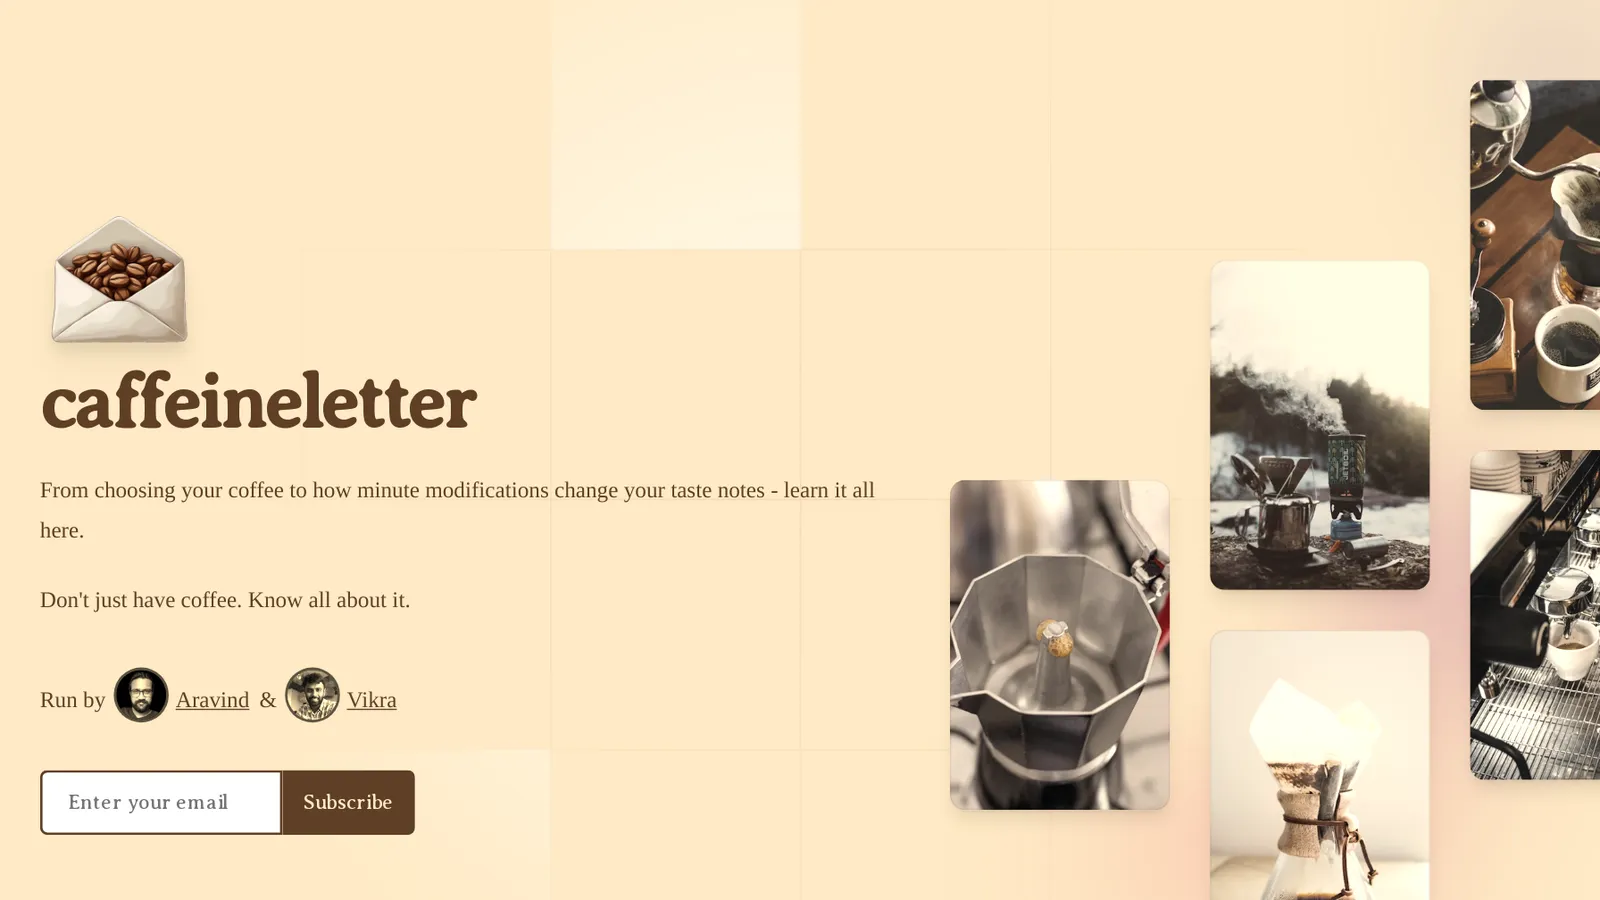 caffeineletter
From choosing your coffee to how minute modifications change your taste notes - learn it all
here.
Don't just have coffee. Know all about it.
Run by Aravind & Vikra
Enter your email Subscribe
JETBOIL